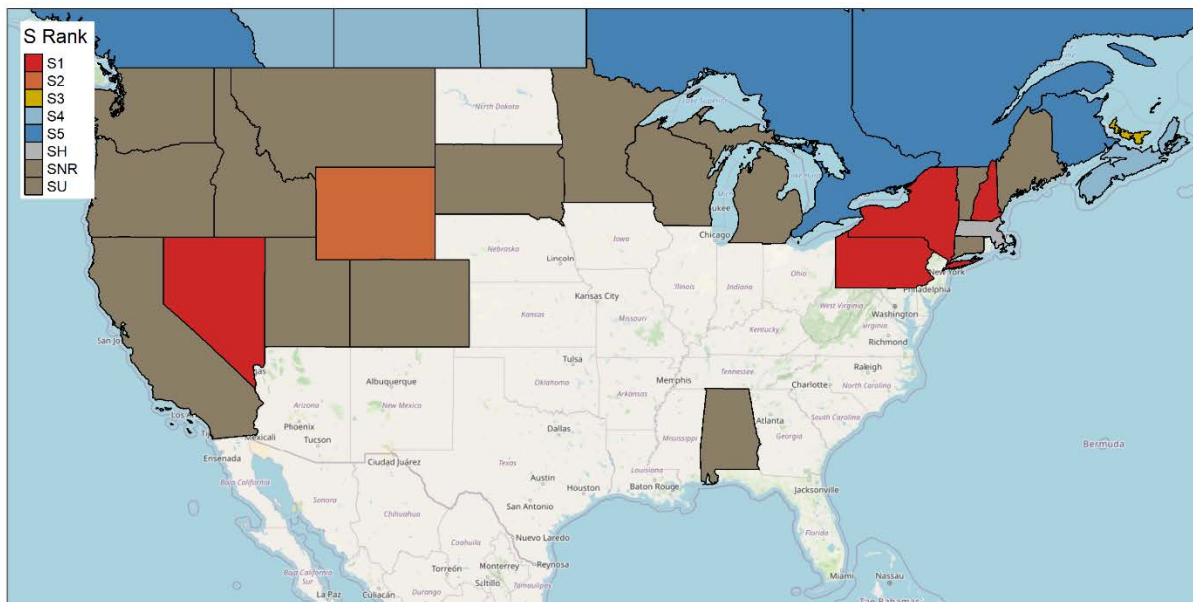 S Rank
S1
S2
S3
S4
S5
SH
SNR
SU
North Dakota
Lake Superior
Nebraska
Iowa
Lincoln
Chicago
Illinois
Indiana
Ohio
New York
Philadelphia
West Virginia
Washington
Richmond
Kansas City
Kansas
Missouri
Kentucky
Raleigh
North Carolina
Charlotte
Tennessee
Memphis
Tulsa
Oklahoma
Arkansas
Albuquerque
New Mexico
Arizona
Phoenix
Tucson
Mexicali
Ensenada
Ciudad Juárez
Dallas
Texas
Austin
Houston
San Antonio
Mississippi
Louisiana
Baton Rouge
Atlanta
Georgia
South Carolina
Jacksonville
Florida
Miami
Nassau
Bermuda
Baja California
Sonora
Chihuahua
Coahuila
Nuevo Laredo
Reynosa
Monterrey
Torreón
Saltillo
Tamaulipas
Durango
Culiacán
La Paz
Baja California
Sur